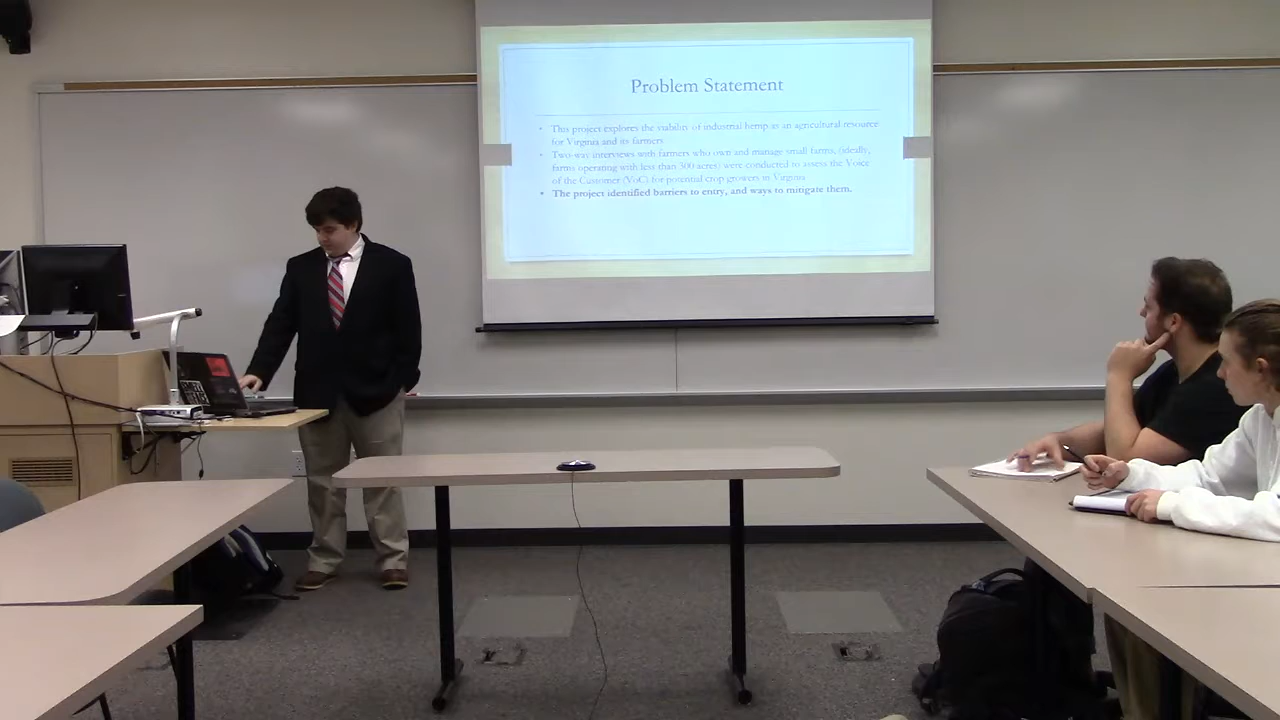 Problem Statement
• This project explores the viability of industrial hemp as an agricultural resource
for Virginia and its farmers
• Two-way interviews with farmers who own and manage small farms, (ideally,
farms operating with less than 300 acres) were conducted to assess the Voice
of the Customer (VoC) for potential crop growers in Virginia
• The project identified barriers to entry, and ways to mitigate them.